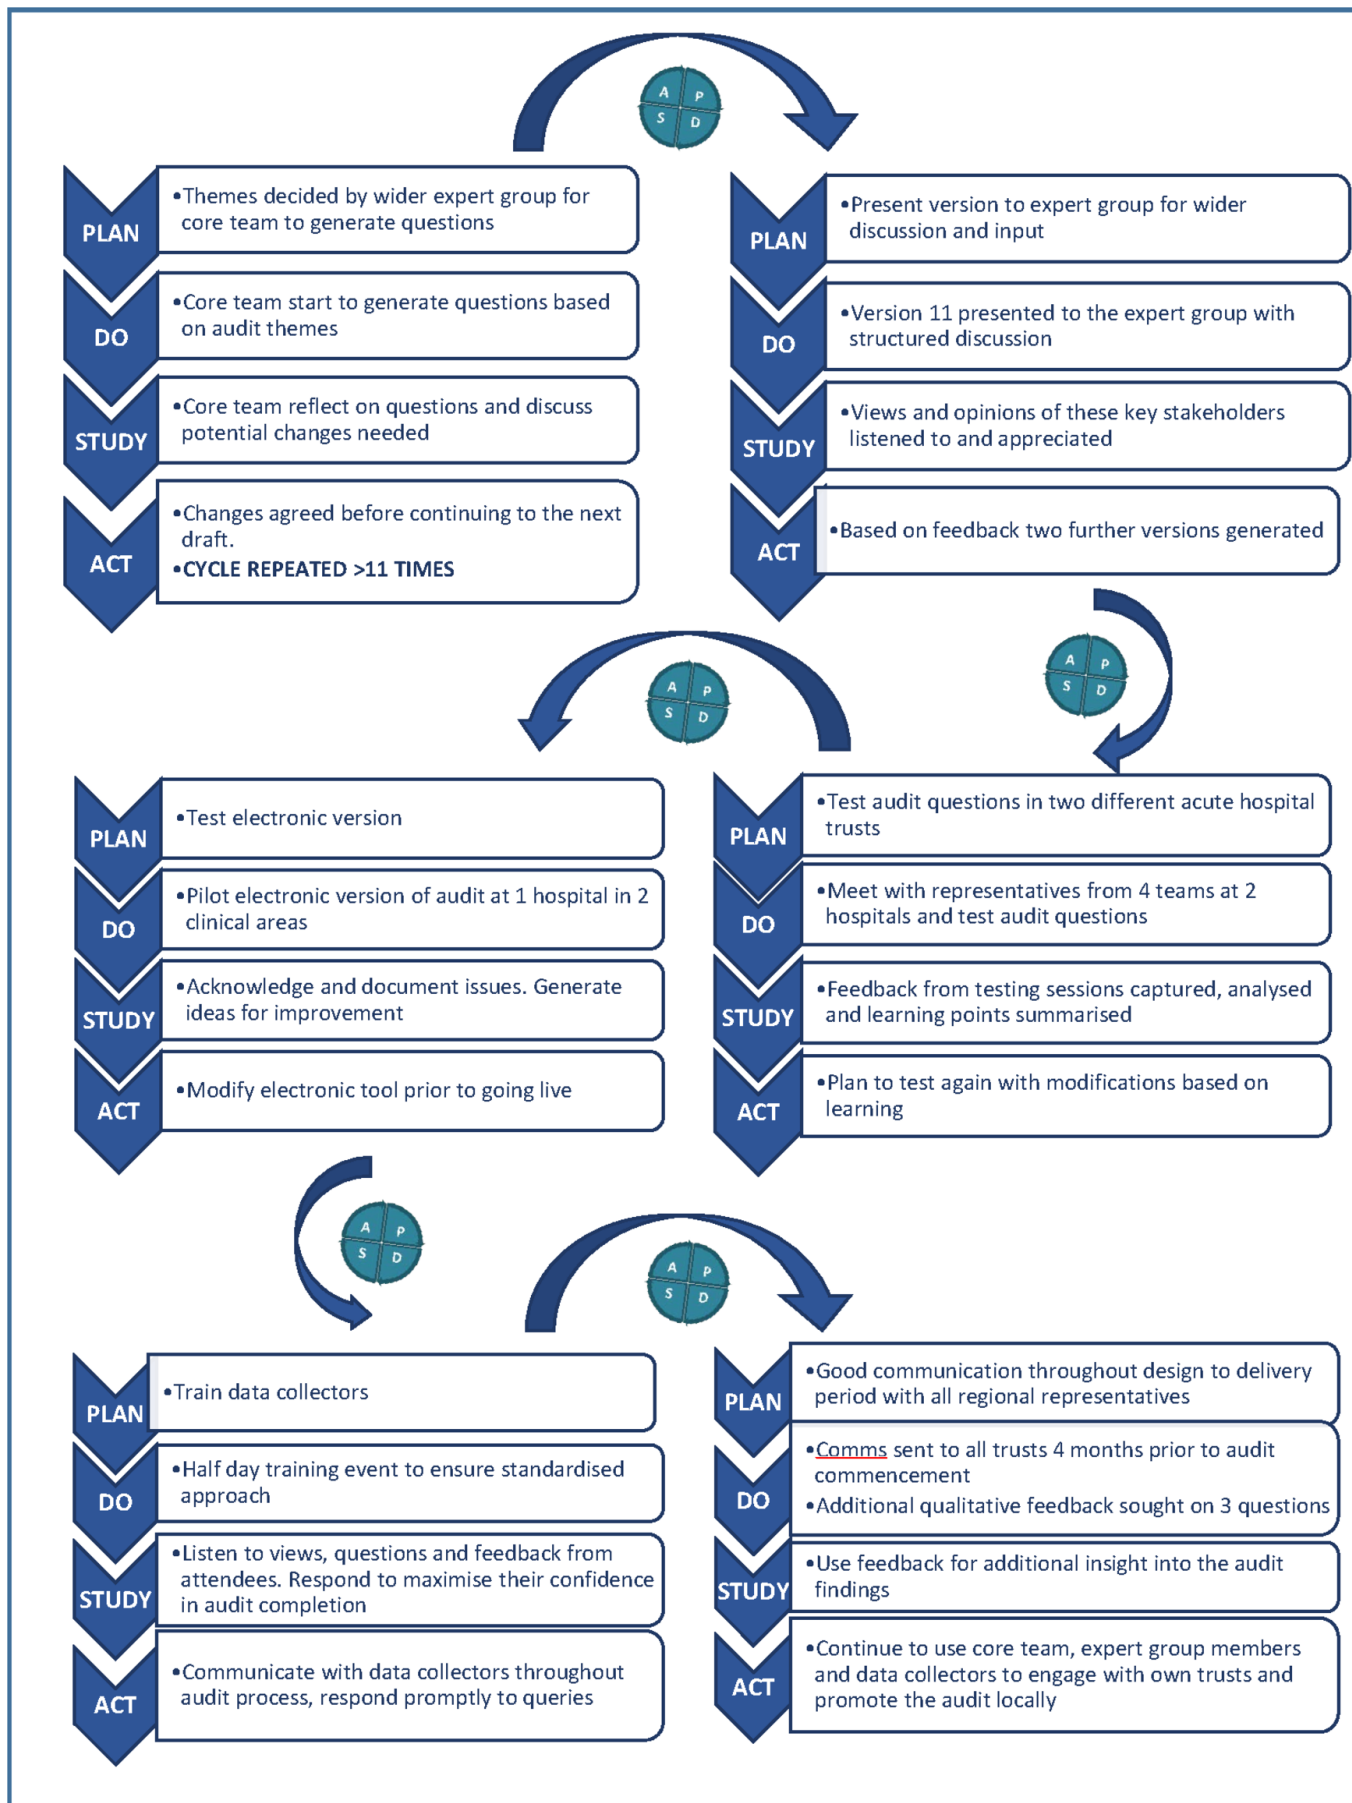 A P
S D
PLAN
•Themes decided by wider expert group for
core team to generate questions
DO
•Core team start to generate questions based
on audit themes
STUDY
•Core team reflect on questions and discuss
potential changes needed
ACT
•Changes agreed before continuing to the next
draft.
•CYCLE REPEATED >11 TIMES
PLAN
•Present version to expert group for wider
discussion and input
DO
•Version 11 presented to the expert group with
structured discussion
STUDY
•Views and opinions of these key stakeholders
listened to and appreciated
ACT
•Based on feedback two further versions generated
A P
S D
PLAN
•Test audit questions in two different acute hospital
trusts
DO
•Meet with representatives from 4 teams at 2
hospitals and test audit questions
STUDY
•Feedback from testing sessions captured, analysed
and learning points summarised
ACT
•Plan to test again with modifications based on
learning
A P
S D
PLAN
•Test electronic version
DO
•Pilot electronic version of audit at 1 hospital in 2
clinical areas
STUDY
•Acknowledge and document issues. Generate
ideas for improvement
ACT
•Modify electronic tool prior to going live
A P
S D
PLAN
•Train data collectors
DO
•Half day training event to ensure standardised
approach
STUDY
•Listen to views, questions and feedback from
attendees. Respond to maximise their confidence
in audit completion
ACT
•Communicate with data collectors throughout
audit process, respond promptly to queries
A P
S D
PLAN
•Good communication throughout design to delivery
period with all regional representatives
DO
•Comms sent to all trusts 4 months prior to audit
commencement
•Additional qualitative feedback sought on 3 questions
STUDY
•Use feedback for additional insight into the audit
findings
ACT
•Continue to use core team, expert group members
and data collectors to engage with own trusts and
promote the audit locally